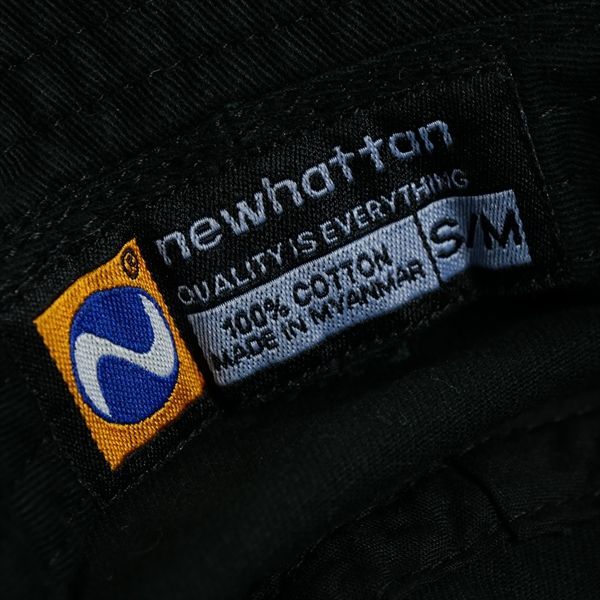 newhattan
QUALITY IS EVERYTHING
100% COTTON
MADE IN MYANMAR
S/M
®